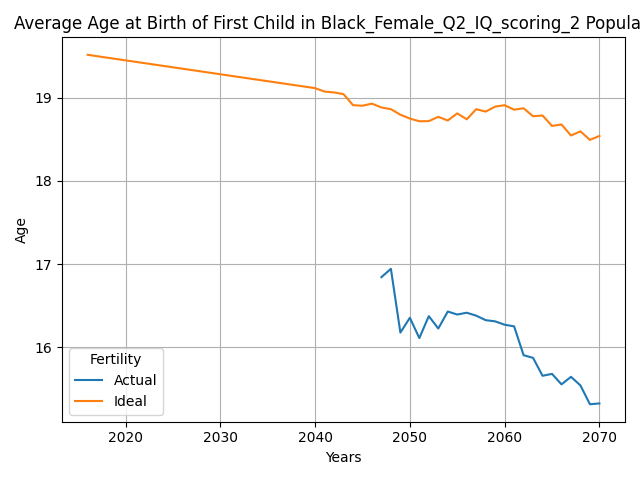 Average Age at Birth of First Child in Black_Female_Q2_IQ_scoring_2 Popula
19
18
17
16
Age
Fertility
Actual
Ideal
2020 2030 2040 2050 2060 2070
Years